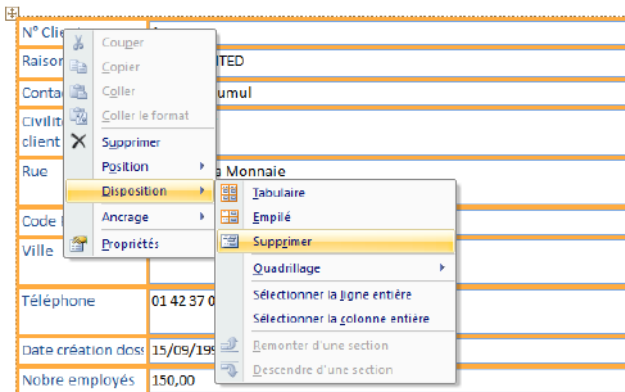 N° Clie
Raison
ITED
Conta
umul
Civilité
client
Rue
a Monnaie
Code
Ville
Téléphone
01 42 37 0
Date création doss
15/09/199
Nobre employés
150,00
Couper
Copier
Coller
Coller le format
Supprimer
Position
Disposition
Ancrage
Propriétés
Tabulaire
Empilé
Supprimer
Quadrillage
Sélectionner la ligne entière
Sélectionner la colonne entière
Remonter d'une section
Descendre d'une section